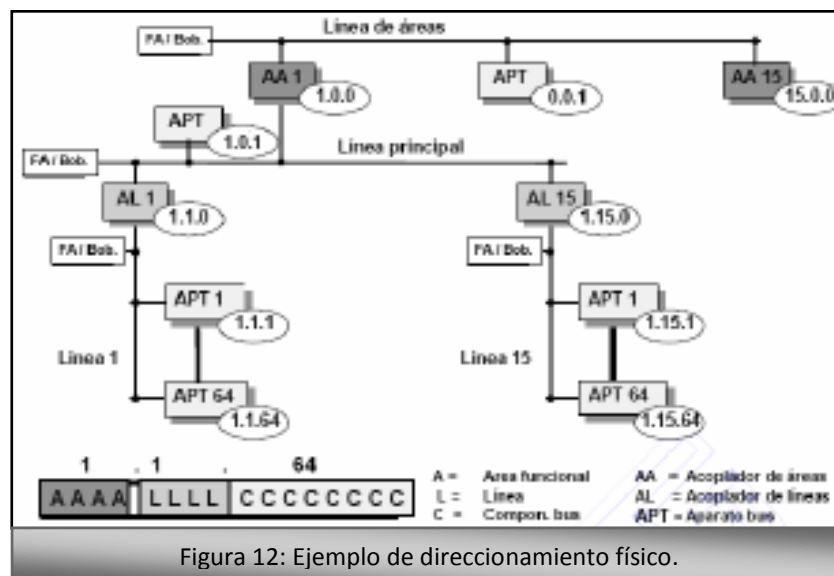 Línea de áreas
FA / Bob.
AA 1
1.0.0
APT
0.0.1
AA 15
15.0.0
APT
1.0.1
Línea principal
FA / Bob.
AL 1
1.1.0
AL 15
1.15.0
FA / Bob.
FA / Bob.
APT 1
1.1.1
APT 1
1.15.1
Línea 1
Línea 15
APT 64
1.1.64
APT 64
1.15.64
1 . 1 . 64
A A A A L L L L C C C C C C C C
A = Area funcional
L = Línea
C = Compon. bus
AA = Acoplador de áreas
AL = Acoplador de líneas
APT = Aparato bus
Figura 12: Ejemplo de direccionamiento físico.